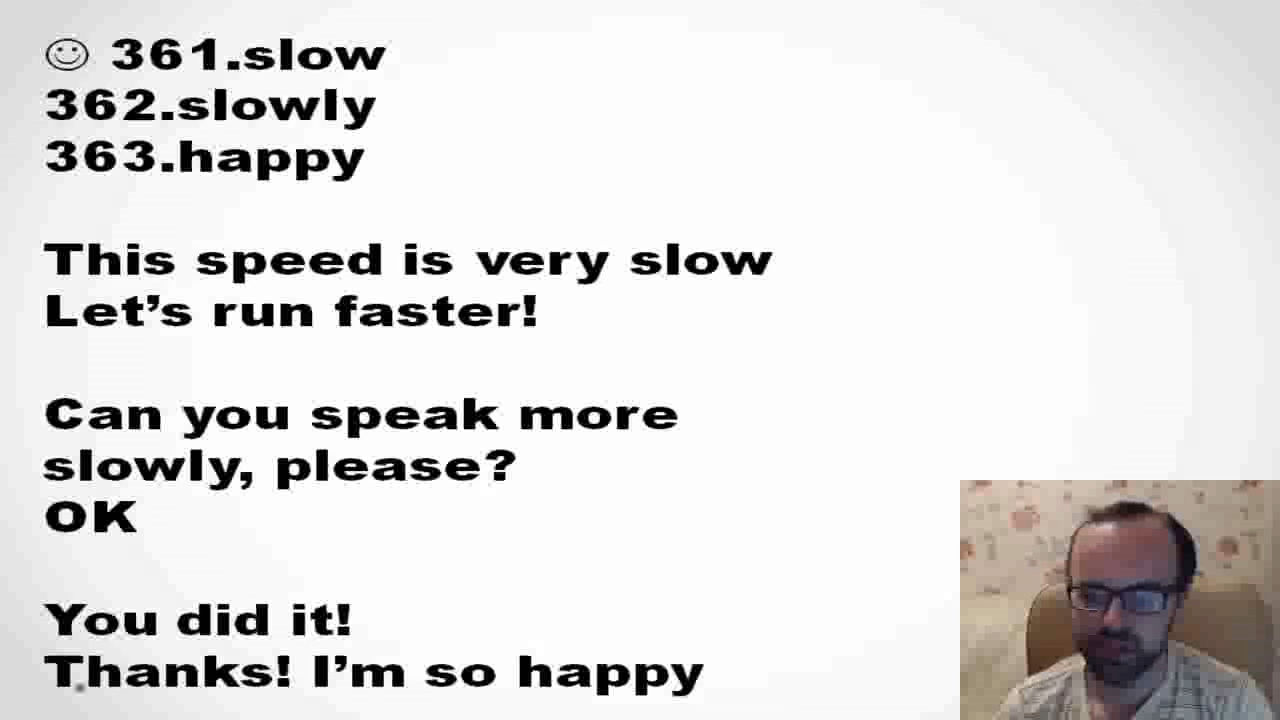 ☺ 361.slow
362.slowly
363.happy
This speed is very slow
Let’s run faster!
Can you speak more
slowly, please?
OK
You did it!
Thanks! I’m so happy